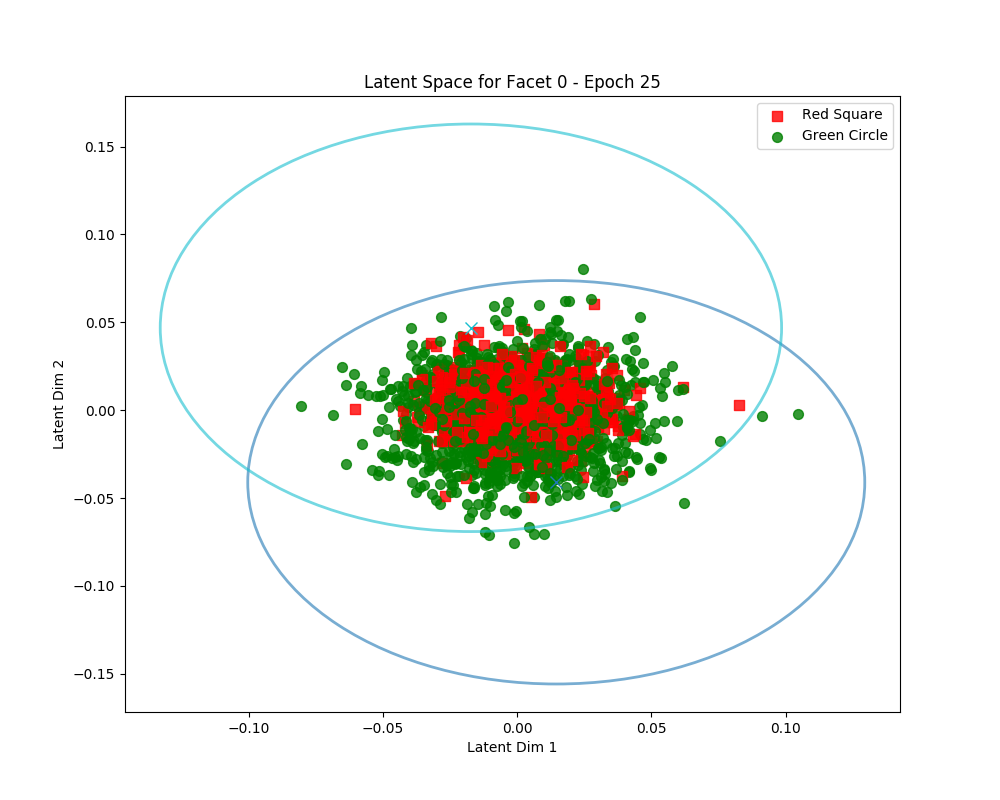 Latent Space for Facet 0 - Epoch 25
Red Square
Green Circle
0.15
0.10
0.05
0.00
−0.05
−0.10
−0.15
Latent Dim 2
−0.10
−0.05
0.00
0.05
0.10
Latent Dim 1